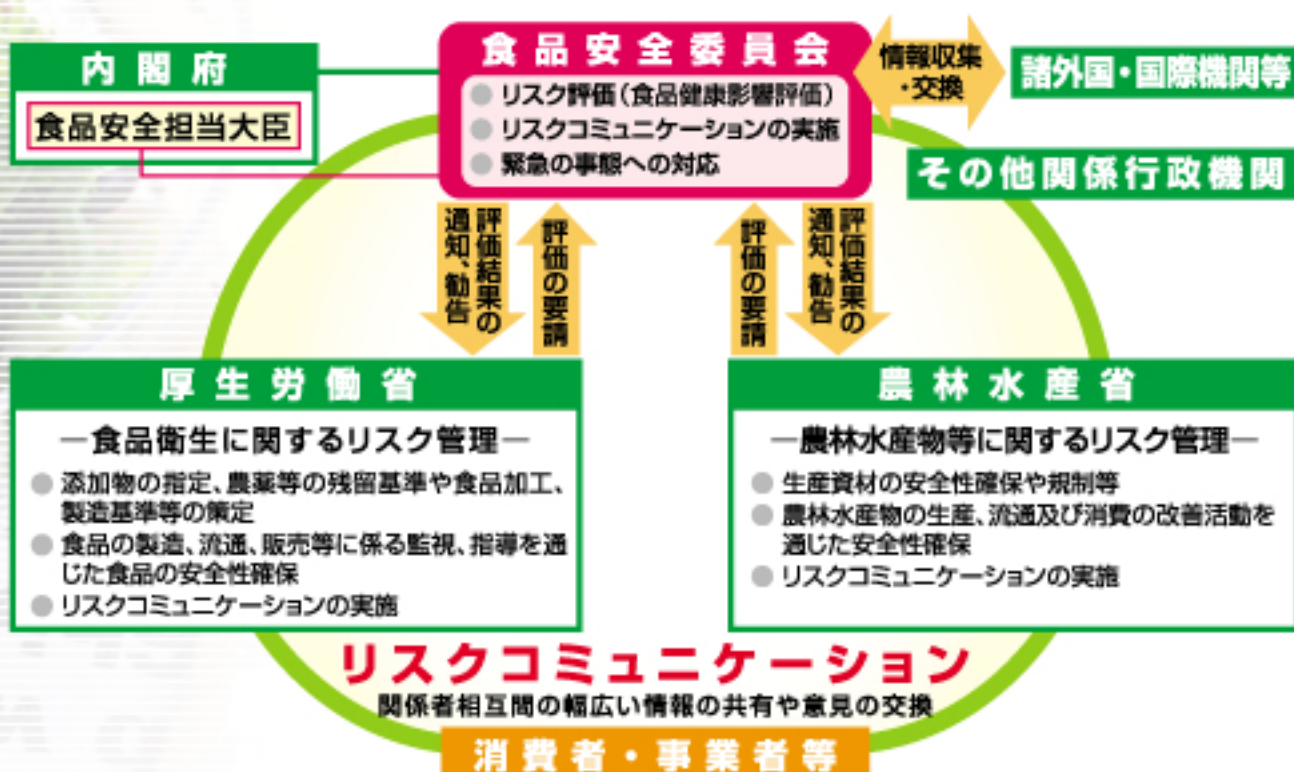 内閣府
食品安全担当大臣
食品安全委員会
● リスク評価(食品健康影響評価)
● リスクコミュニケーションの実施
● 緊急の事態への対応
情報収集
・交換
諸外国・国際機関等
その他関係行政機関
評価結果の
通知、勧告
評価の要請
評価の要請
評価結果の
通知、勧告
厚生労働省
―食品衛生に関するリスク管理―
● 添加物の指定、農薬等の残留基準や食品加工、
製造基準等の策定
● 食品の製造、流通、販売等に係る監視、指導を通
じた食品の安全性確保
● リスクコミュニケーションの実施
農林水産省
―農林水産物等に関するリスク管理―
● 生産資材の安全性確保や規制等
● 農林水産物の生産、流通及び消費の改善活動を
通じた安全性確保
● リスクコミュニケーションの実施
リスクコミュニケーション
関係者相互間の幅広い情報の共有や意見の交換
消費者・事業者等